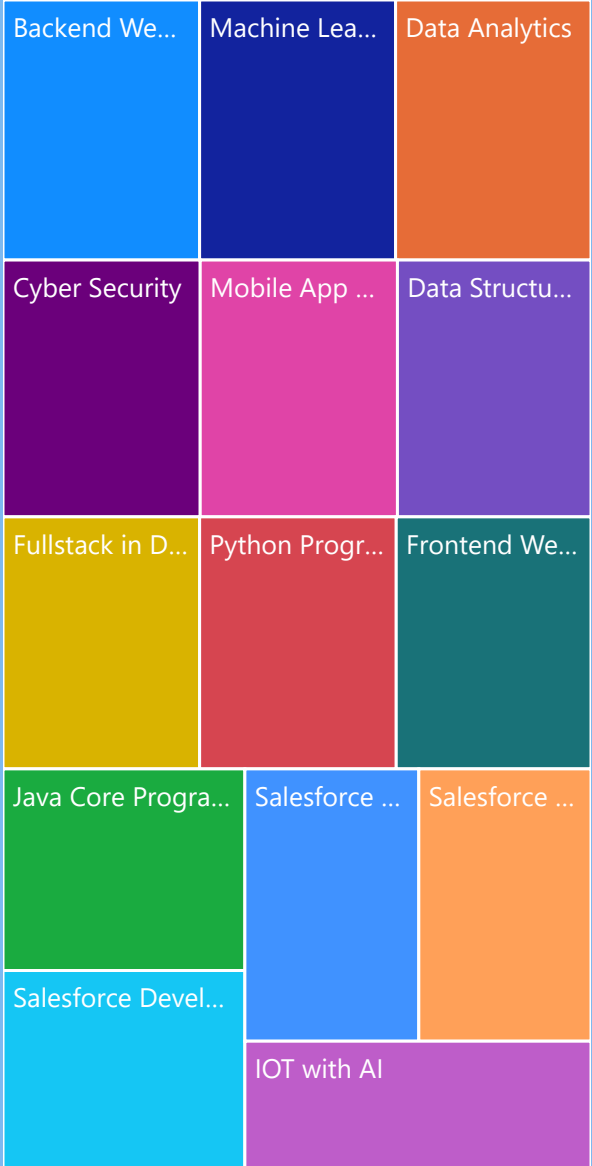 Backend We...
Machine Lea...
Data Analytics
Cyber Security
Mobile App ...
Data Structu...
Fullstack in D...
Python Progr...
Frontend We...
Java Core Progra...
Salesforce ...
Salesforce ...
Salesforce Devel...
IOT with AI